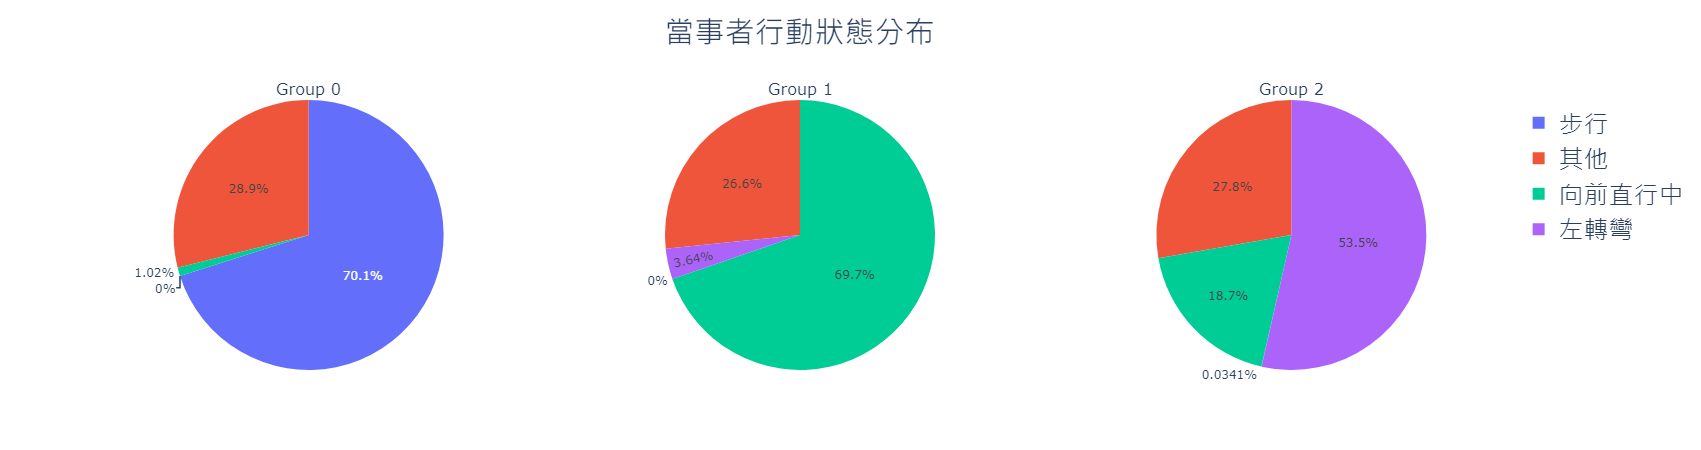 當事者行動狀態分布
Group 0
28.9%
1.02%
0%
70.1%
Group 1
26.6%
3.64%
0%
69.7%
Group 2
27.8%
53.5%
18.7%
0.0341%
步行
其他
向前直行中
左轉彎